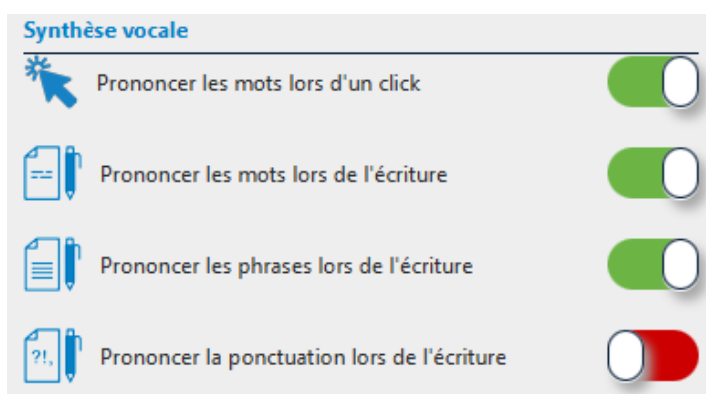 Synthèse vocale
Prononcer les mots lors d'un click
Prononcer les mots lors de l'écriture
Prononcer les phrases lors de l'écriture
?!,
Prononcer la ponctuation lors de l'écriture